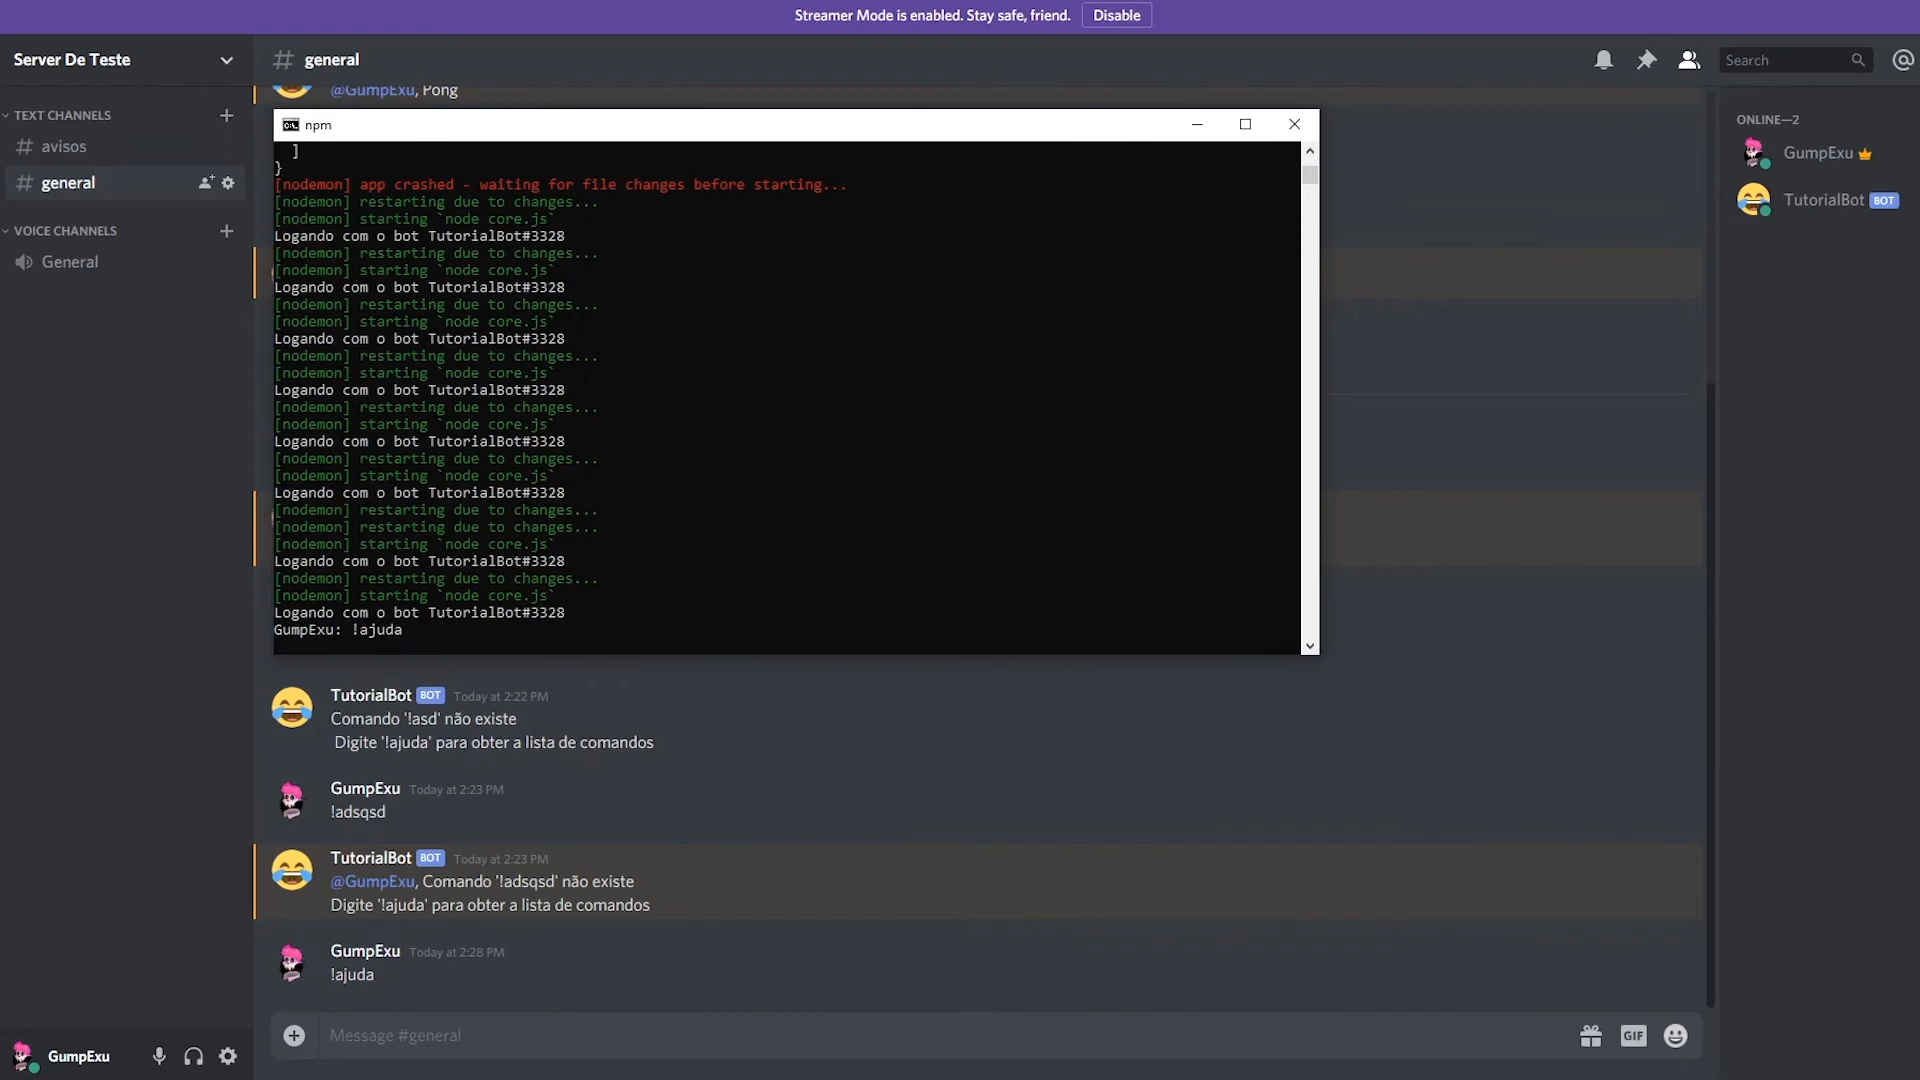 Streamer Mode is enabled. Stay safe, friend. Disable
Server De Teste
general
Search
TEXT CHANNELS
avisos
general
VOICE CHANNELS
General
@GumpExu, Pong
npm
]
}
[nodemon] app crashed - waiting for file changes before starting...
[nodemon] restarting due to changes...
[nodemon] starting `node core.js`
Logando com o bot TutorialBot#3328
[nodemon] restarting due to changes...
[nodemon] starting `node core.js`
Logando com o bot TutorialBot#3328
[nodemon] restarting due to changes...
[nodemon] starting `node core.js`
Logando com o bot TutorialBot#3328
[nodemon] restarting due to changes...
[nodemon] starting `node core.js`
Logando com o bot TutorialBot#3328
[nodemon] restarting due to changes...
[nodemon] starting `node core.js`
Logando com o bot TutorialBot#3328
[nodemon] restarting due to changes...
[nodemon] starting `node core.js`
Logando com o bot TutorialBot#3328
[nodemon] restarting due to changes...
[nodemon] restarting due to changes...
[nodemon] starting `node core.js`
Logando com o bot TutorialBot#3328
[nodemon] restarting due to changes...
[nodemon] starting `node core.js`
Logando com o bot TutorialBot#3328
GumpExu: !ajuda
TutorialBot BOT Today at 2:22 PM
Comando '!asd' não existe
Digite '!ajuda' para obter a lista de comandos
GumpExu Today at 2:23 PM
!adsqsd
TutorialBot BOT Today at 2:23 PM
@GumpExu, Comando '!adsqsd' não existe
Digite '!ajuda' para obter a lista de comandos
GumpExu Today at 2:28 PM
!ajuda
Message #general
GIF
ONLINE—2
GumpExu
TutorialBot BOT
GumpExu